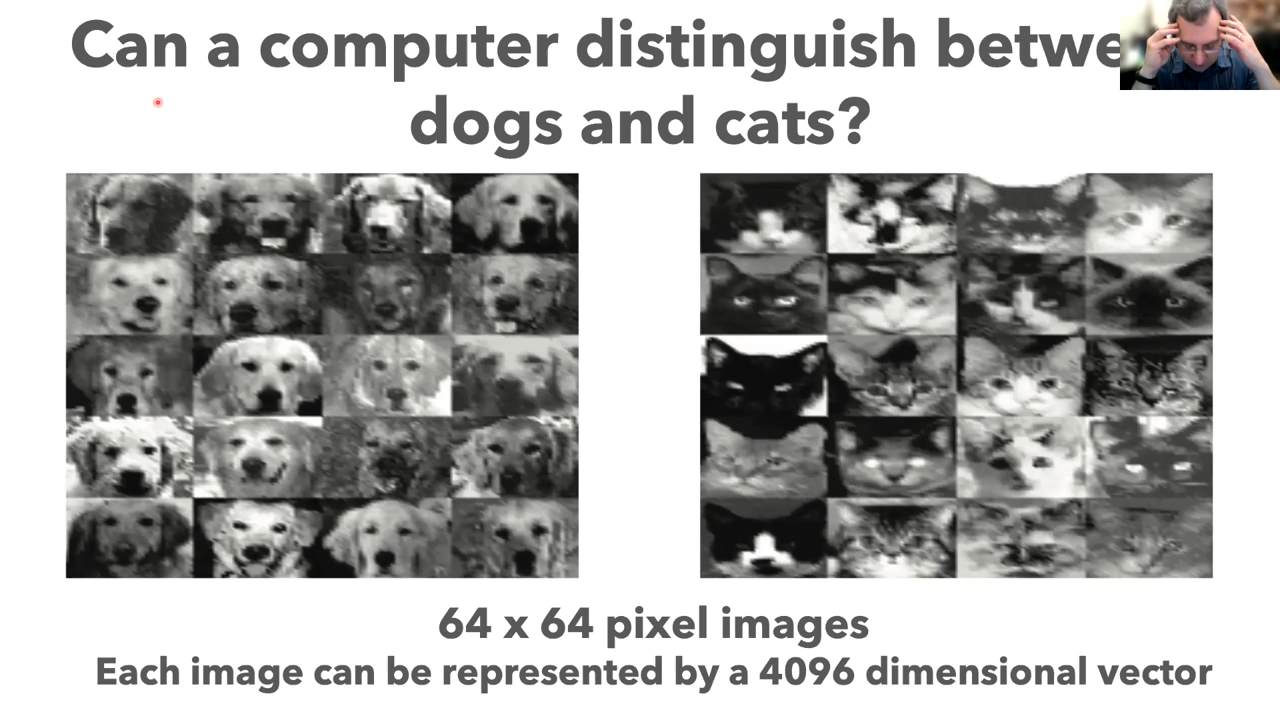 Can a computer distinguish betwe
dogs and cats?
64 x 64 pixel images
Each image can be represented by a 4096 dimensional vector